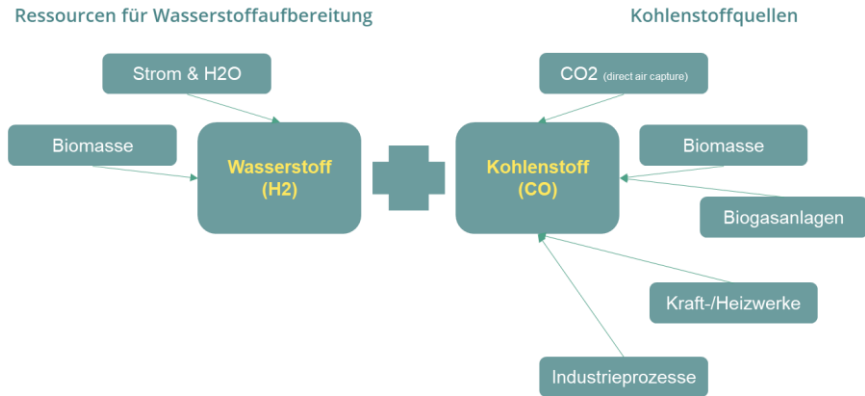 Ressourcen für Wasserstoffaufbereitung
Kohlenstoffquellen
Strom & H2O
CO2 (direct air capture)
Biomasse
Wasserstoff
(H2)
Kohlenstoff
(CO)
Biomasse
Biogasanlagen
Kraft-/Heizwerke
Industrieprozesse